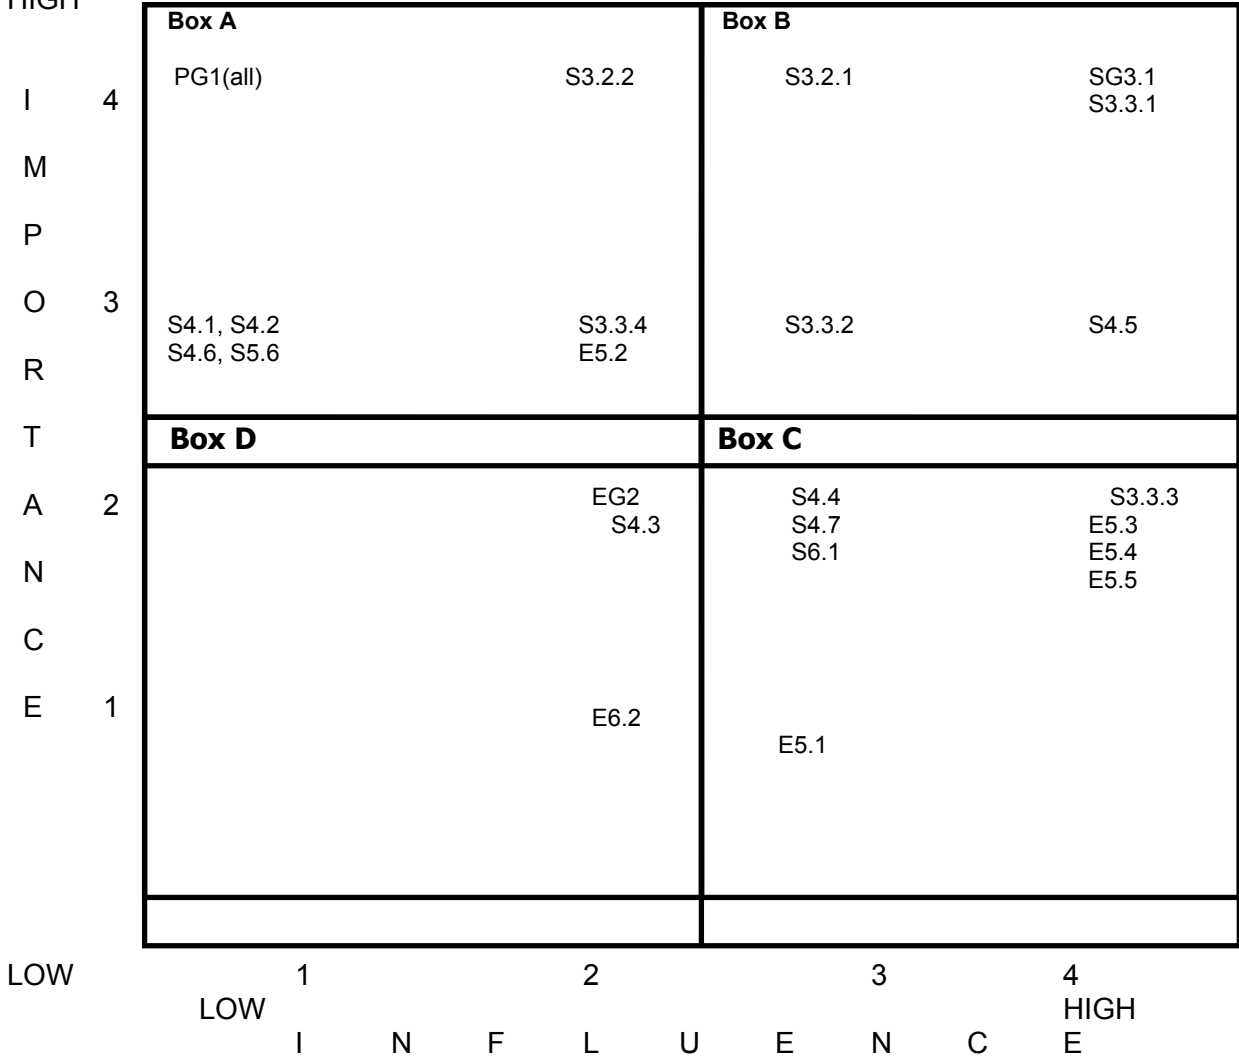 HIGH
Box A Box B
PG1(all) S3.2.2 S3.2.1 SG3.1
I 4 S3.3.1
M
P
O 3
S4.1, S4.2 S3.3.4 S3.3.2 S4.5
S4.6, S5.6 E5.2
R
T Box D Box C
A 2 EG2 S4.4 S3.3.3
S4.3 S4.7 E5.3
S6.1 E5.4
N E5.5
C
E 1 E6.2
E5.1
LOW 1 2 3 4
LOW HIGH
I N F L U E N C E